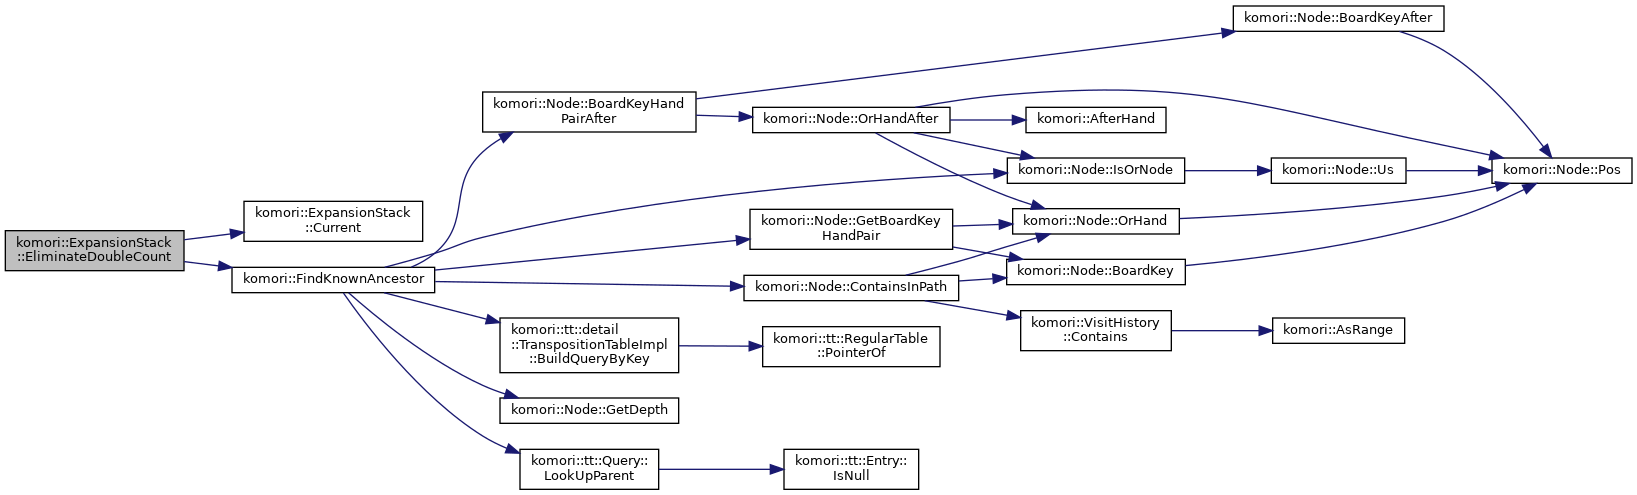 komori::ExpansionStack
::EliminateDoubleCount
komori::ExpansionStack
::Current
komori::FindKnownAncestor
komori::Node::BoardKeyHand
PairAfter
komori::Node::BoardKeyAfter
komori::Node::OrHandAfter
komori::AfterHand
komori::Node::IsOrNode
komori::Node::Us
komori::Node::Pos
komori::Node::GetBoardKey
HandPair
komori::Node::OrHand
komori::Node::ContainsInPath
komori::Node::BoardKey
komori::VisitHistory
::Contains
komori::AsRange
komori::tt::detail
::TranspositionTableImpl
::BuildQueryByKey
komori::tt::RegularTable
::PointerOf
komori::Node::GetDepth
komori::tt::Query::
LookUpParent
komori::tt::Entry::
IsNull